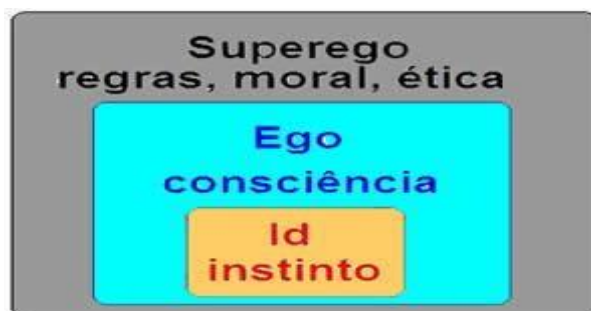 Superego
regras, moral, ética
Ego
consciência
Id
instinto